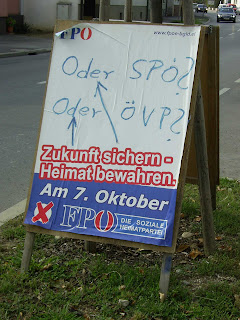 FPÖ
www.fpoe-bgld.at
Oder SPÖ?
Oder ÖVP?
Zukunft sichern -
Heimat bewahren.
Am 7. Oktober
FPÖ DIE SOZIALE
HEIMATPARTEI